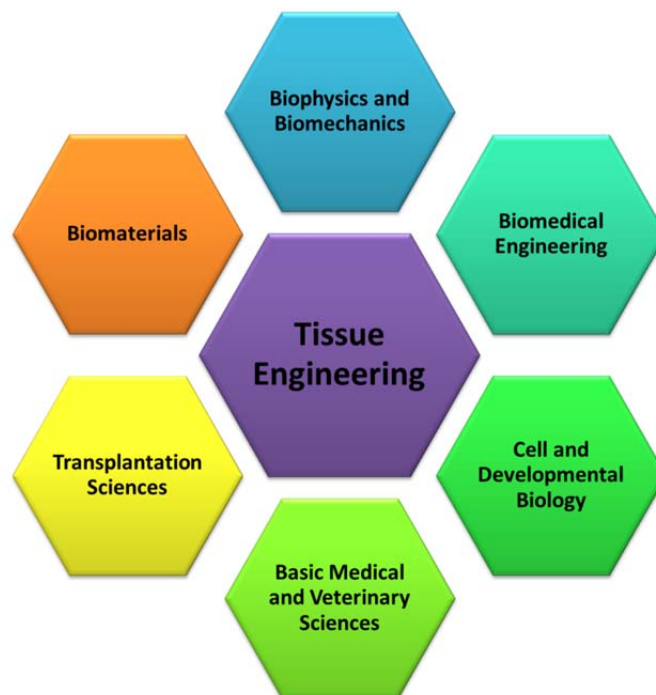 Biophysics and
Biomechanics
Biomaterials
Biomedical
Engineering
Tissue
Engineering
Transplantation
Sciences
Cell and
Developmental
Biology
Basic Medical
and Veterinary
Sciences